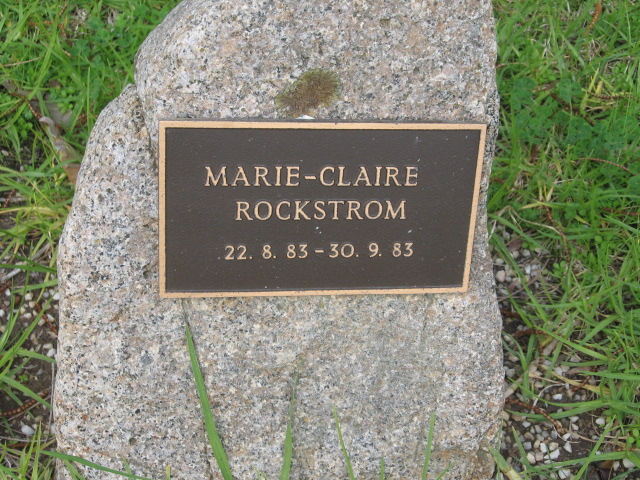 MARIE-CLAIRE
ROCKSTROM
22. 8. 83 - 30. 9. 83